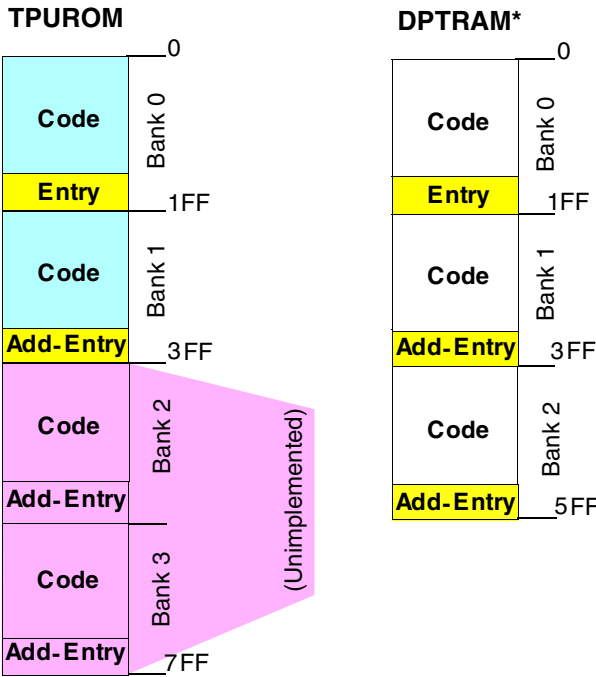 TPUROM
0
Code
Bank 0
Entry
1FF
Code
Bank 1
Add-Entry
3FF
Code
Bank 2
Add-Entry
Code
Bank 3
Add-Entry
7FF
(Unimplemented)
DPTRAM*
0
Code
Bank 0
Entry
1FF
Code
Bank 1
Add-Entry
3FF
Code
Bank 2
Add-Entry
5FF